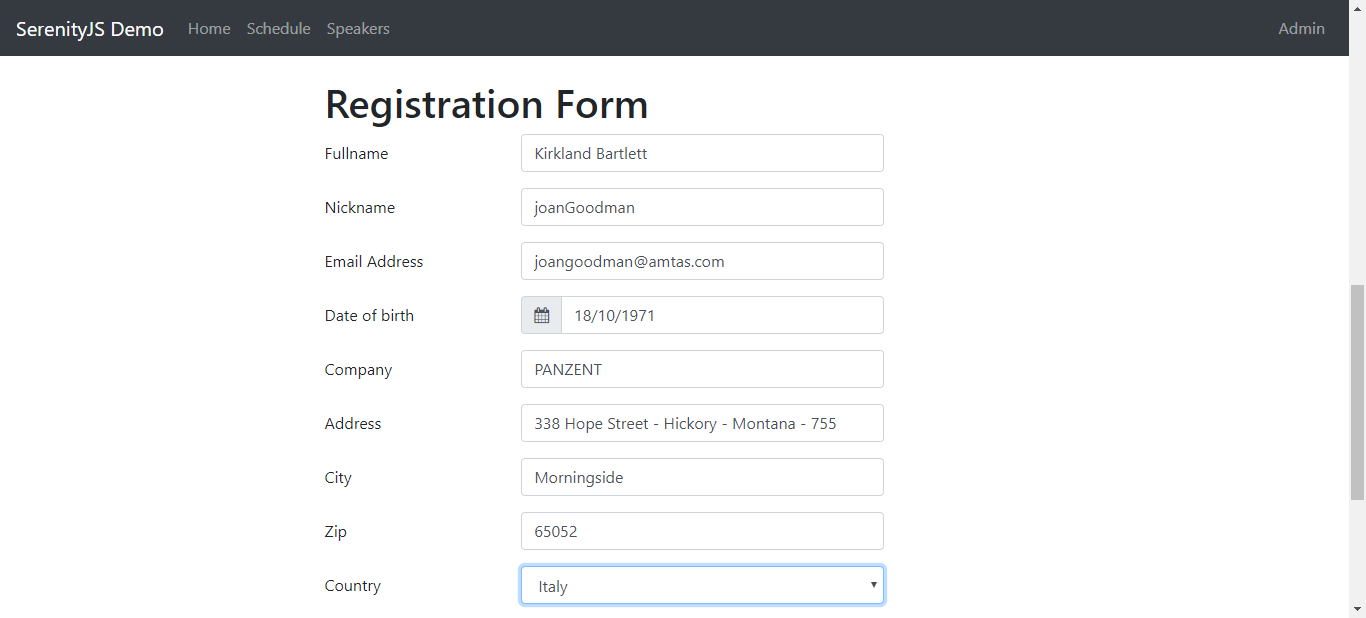 SerenityJS Demo Home Schedule Speakers Admin
Registration Form
Fullname Kirkland Bartlett
Nickname joanGoodman
Email Address joangoodman@amtas.com
Date of birth 18/10/1971
Company PANZENT
Address 338 Hope Street - Hickory - Montana - 755
City Morningside
Zip 65052
Country Italy